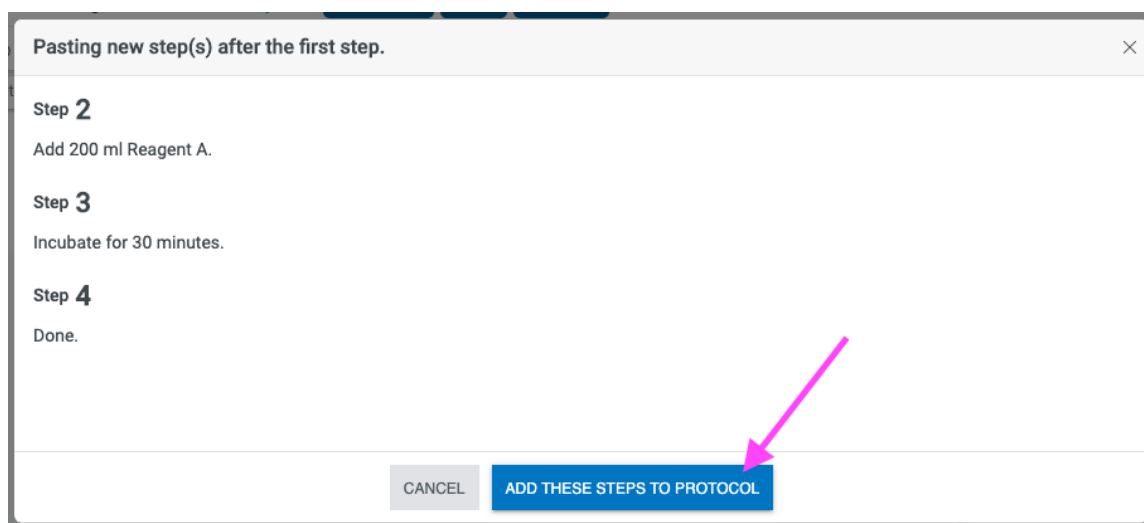 Pasting new step(s) after the first step.
Step 2
Add 200 ml Reagent A.
Step 3
Incubate for 30 minutes.
Step 4
Done.
CANCEL
ADD THESE STEPS TO PROTOCOL